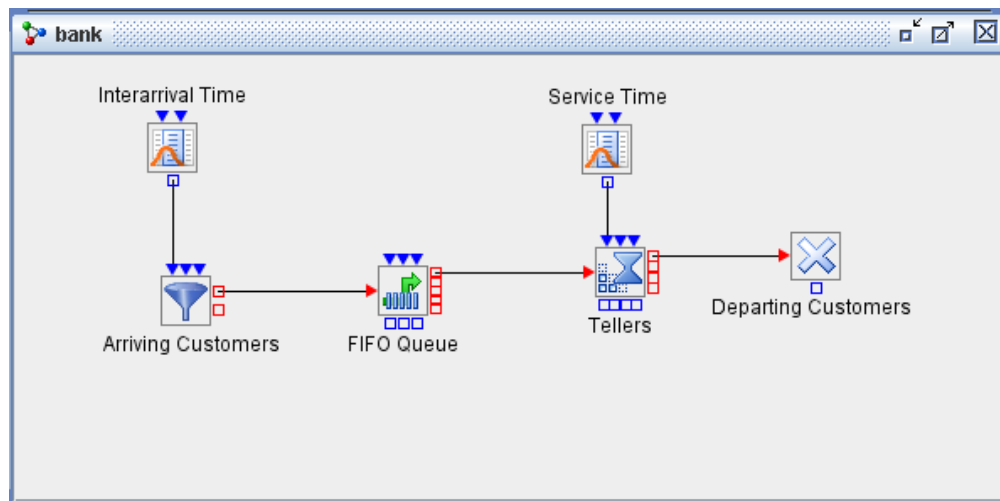 bank
Interarrival Time
Service Time
Arriving Customers
FIFO Queue
Tellers
Departing Customers